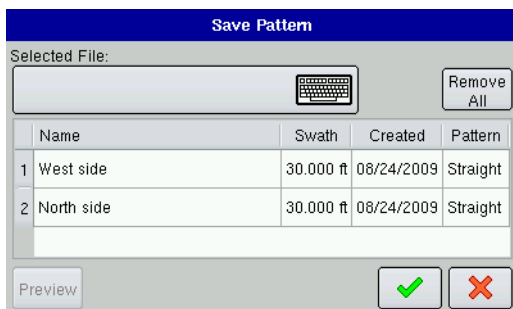 Save Pattern
Selected File:
Remove
All
Name Swath Created Pattern
1 West side 30.000 ft 08/24/2009 Straight
2 North side 30.000 ft 08/24/2009 Straight
Preview